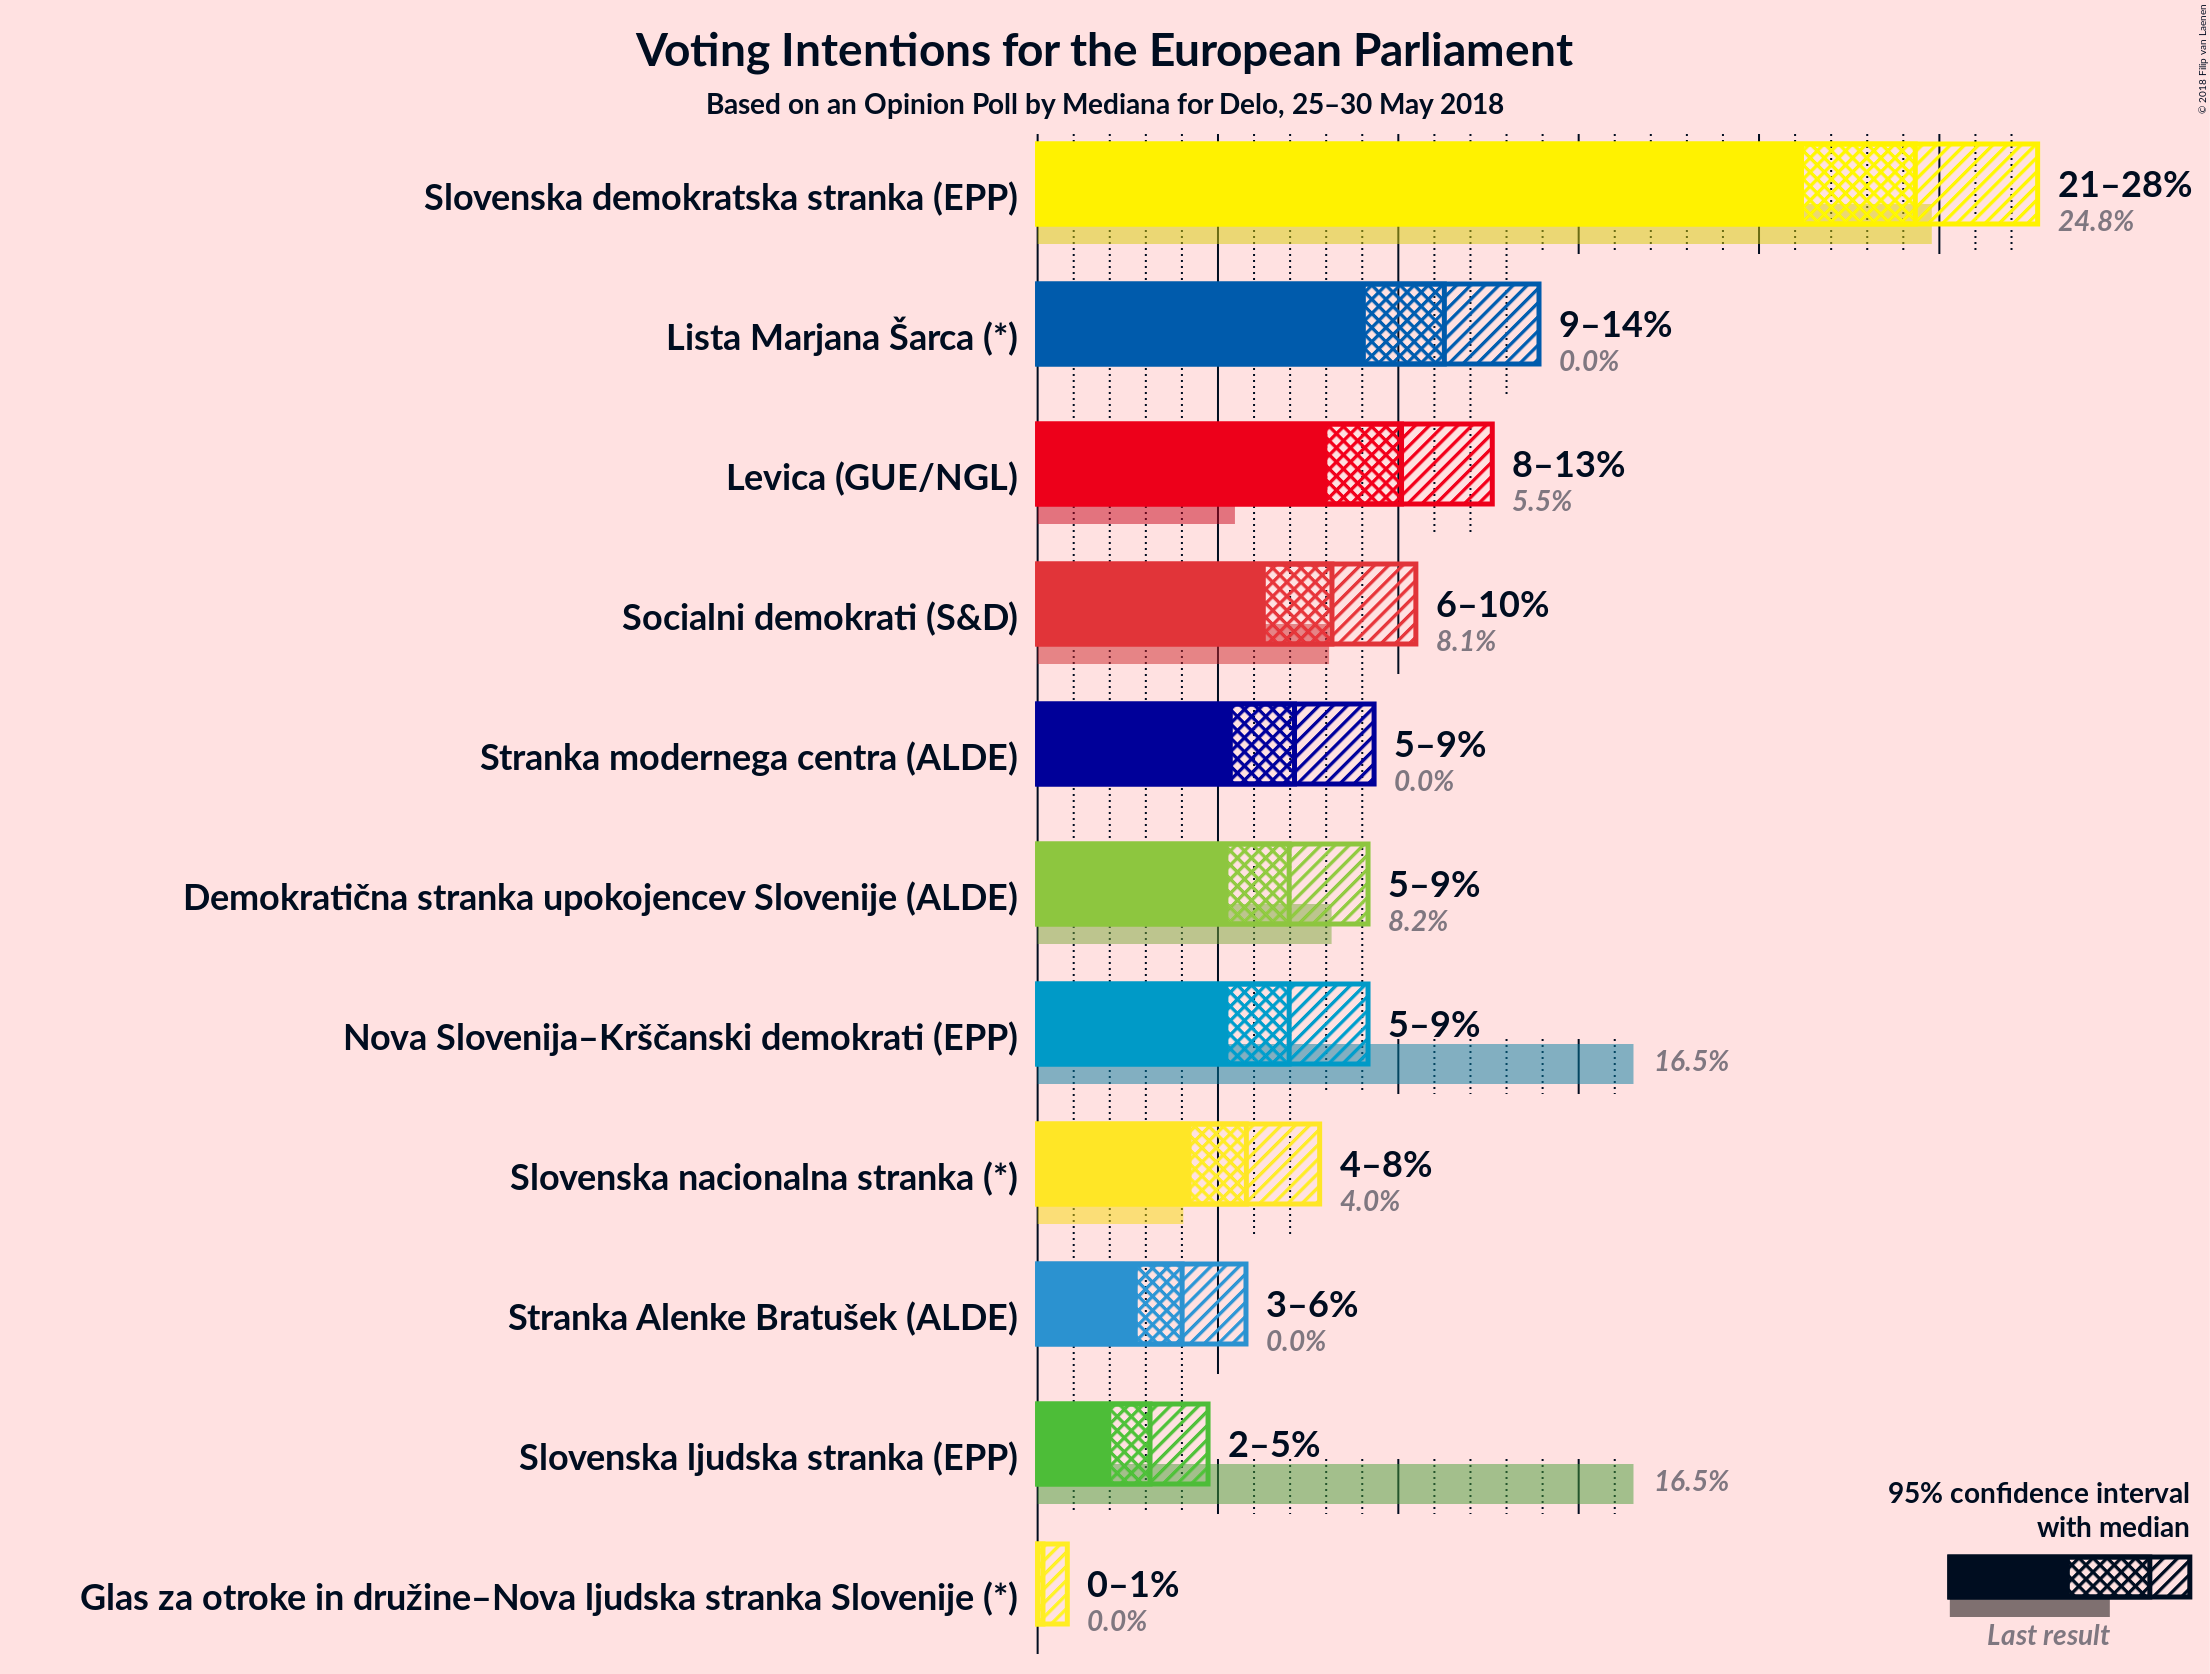 Voting Intentions for the European Parliament
Based on an Opinion Poll by Mediana for Delo, 25–30 May 2018
© 2018 Filip van Laenen
Slovenska demokratska stranka (EPP)
21–28%
24.8%
Lista Marjana Šarca (*)
9–14%
0.0%
Levica (GUE/NGL)
8–13%
5.5%
Socialni demokrati (S&D)
6–10%
8.1%
Stranka modernega centra (ALDE)
5–9%
0.0%
Demokratična stranka upokojencev Slovenije (ALDE)
5–9%
8.2%
Nova Slovenija–Krščanski demokrati (EPP)
5–9%
16.5%
Slovenska nacionalna stranka (*)
4–8%
4.0%
Stranka Alenke Bratušek (ALDE)
3–6%
0.0%
Slovenska ljudska stranka (EPP)
2–5%
16.5%
Glas za otroke in družine–Nova ljudska stranka Slovenije (*)
0–1%
0.0%
95% confidence interval
with median
Last result